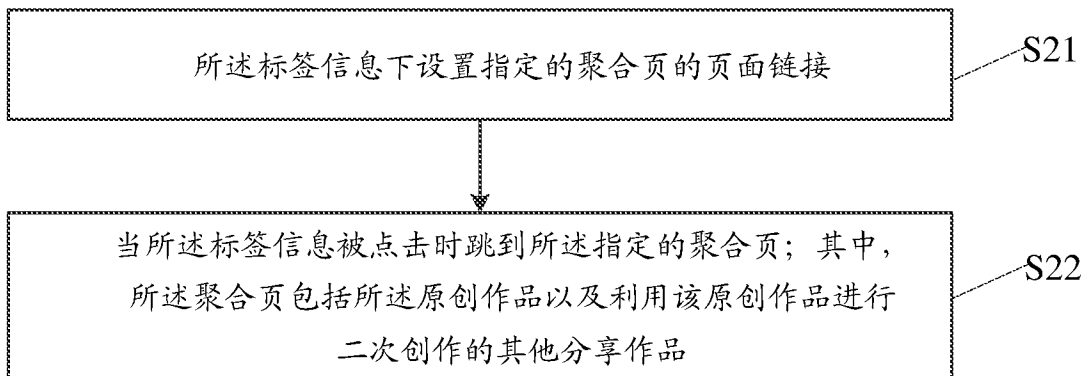 所述标签信息下设置指定的聚合页的页面链接
S21
当所述标签信息被点击时跳到所述指定的聚合页；其中，
所述聚合页包括所述原创作品以及利用该原创作品进行
二次创作的其他分享作品
S22